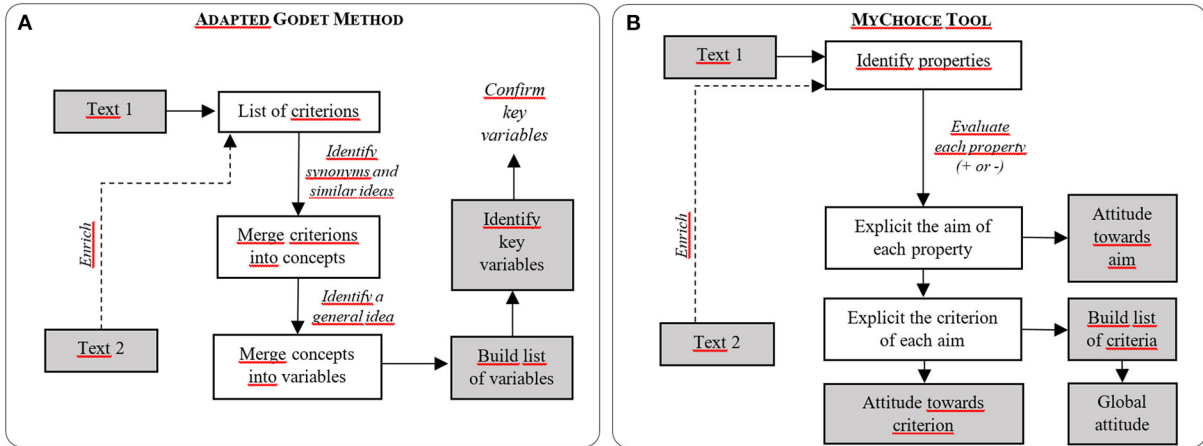 A
ADAPTED GODET METHOD
Text 1
List of criterions
Identify
synonyms and
similar ideas
Enrich
Merge criterions
into concepts
Identify a
general idea
Text 2
Merge concepts
into variables
Build list
of variables
Identify
key
variables
Confirm
key
variables
B
MYCHOICE TOOL
Text 1
Identify properties
Evaluate
each property
(+ or -)
Enrich
Explicit the aim of
each property
Attitude
towards
aim
Text 2
Explicit the criterion
of each aim
Build list
of criteria
Attitude towards
criterion
Global
attitude